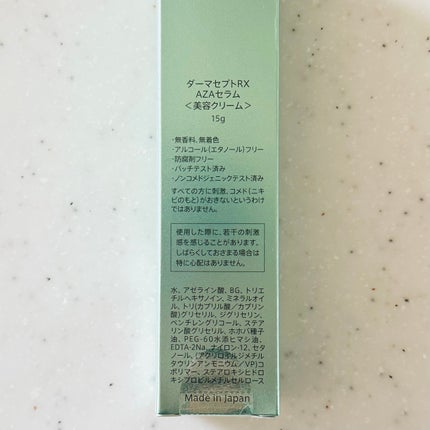 ダーマセプトRX
AZAセラム
＜美容クリーム＞
15g
・無香料、無着色
・アルコール（エタノール）フリー
・防腐剤フリー
・パッチテスト済み
・ノンコメドジェニックテスト済み
すべての方に刺激、コメド（ニキ
ビのもと）がおきないというわけ
ではありません。
使用した際に、若干の刺激
感を感じることがあります。
しばらくしておさまる場合は
特に心配はありません。
水、アゼライン酸、BG、トリエ
チルヘキサノイン、ミネラルオイ
ル、トリ（カプリル酸／カプリン
酸）グリセリル、ジグリセリン、
ペンチレングリコール、ステア
リン酸グリセリル、ホホバ種子
油、PEG-60水添ヒマシ油、
EDTA-2Na、ナイロン-12、セタ
ノール、（アクリロイルジメチル
タウリンアンモニウム／VP）コ
ポリマー、ステアロキシヒドロ
キシプロピルメチルセルロース
Made in Japan